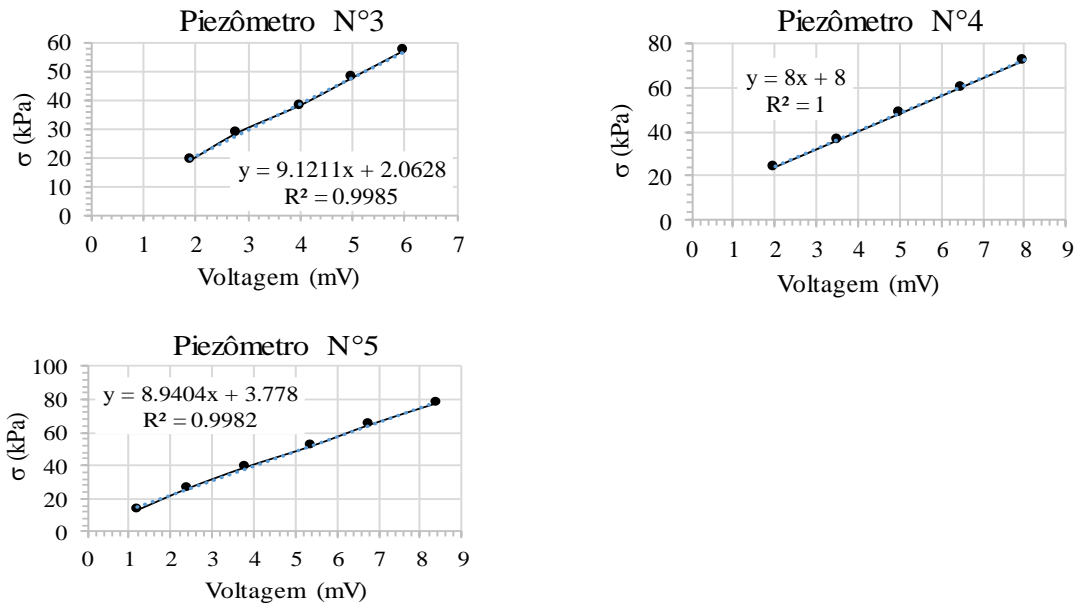 Piezômetro N°3
60
50
40
30
20
10
0
σ (kPa)
y = 9.1211x + 2.0628
R² = 0.9985
0 1 2 3 4 5 6 7
Voltagem (mV)
Piezômetro N°4
80
60
40
20
0
σ (kPa)
y = 8x + 8
R² = 1
0 1 2 3 4 5 6 7 8 9
Voltagem (mV)
Piezômetro N°5
100
80
60
40
20
0
σ (kPa)
y = 8.9404x + 3.778
R² = 0.9982
0 1 2 3 4 5 6 7 8 9
Voltagem (mV)